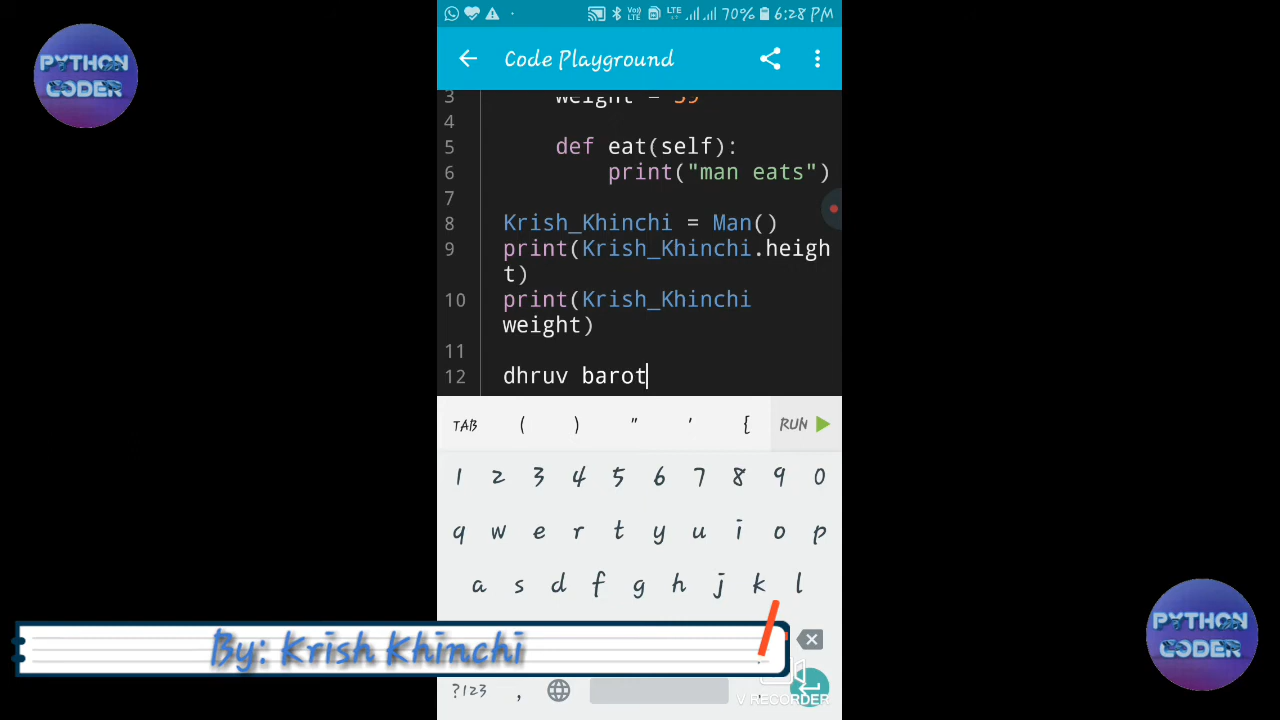 70% 6:28 PM
PYTHON
CODER
Code Playground
3 weight = 59
4
5 def eat(self):
6 print("man eats")
7
8 Krish_Khinchi = Man()
9 print(Krish_Khinchi.heigh
t)
10 print(Krish_Khinchi
weight)
11
12 dhruv barot
TAB ( ) " ' { RUN
1 2 3 4 5 6 7 8 9 0
q w e r t y u i o p
a s d f g h j k l
By: Krish Khinchi
?123 ,
V RECORDER
PYTHON
CODER